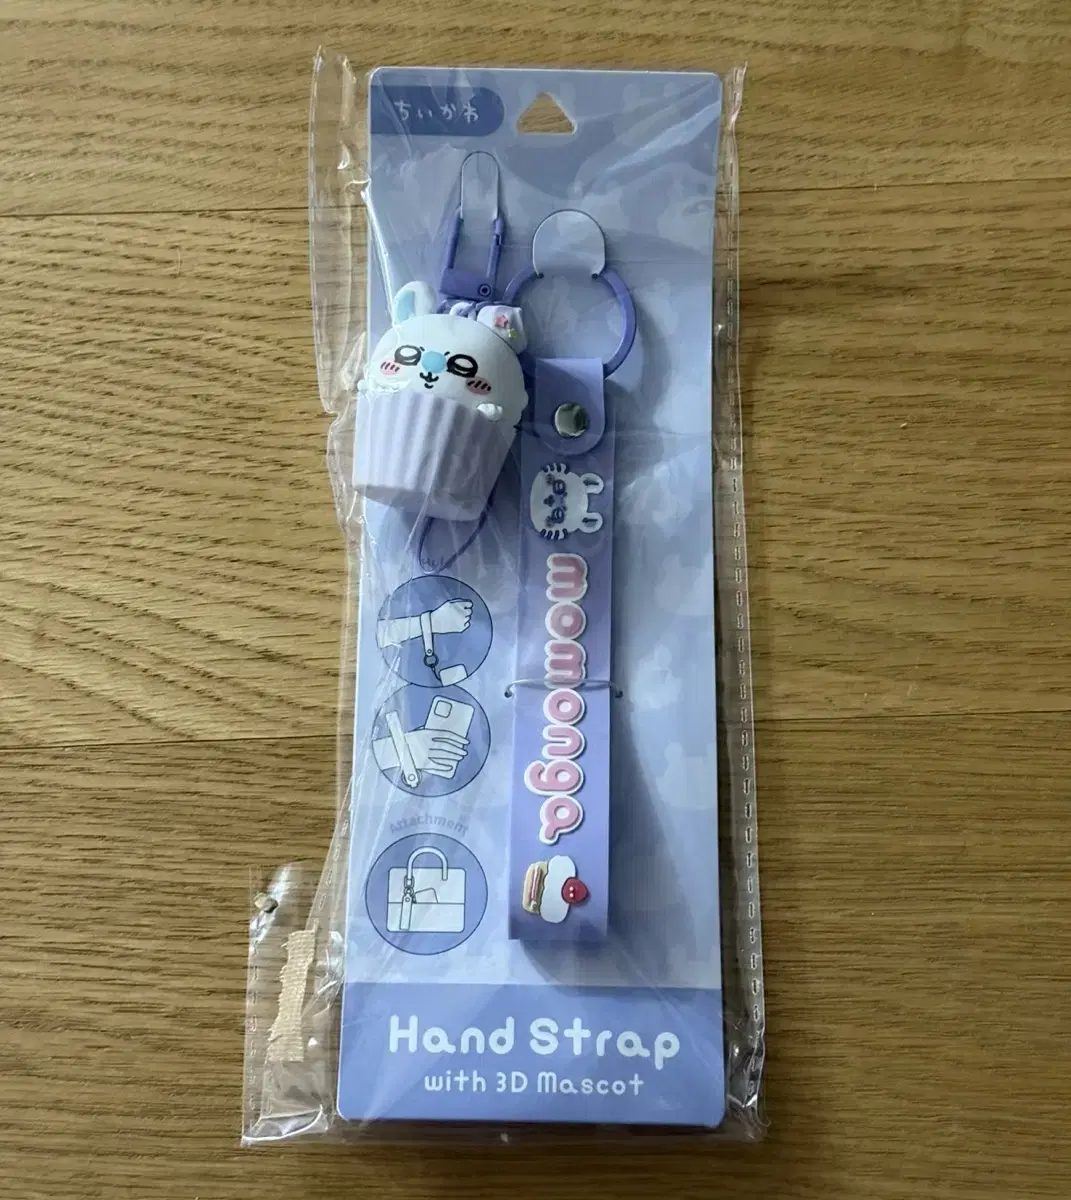 ちいかわ
momonga
Attachment
Hand Strap
with 3D Mascot